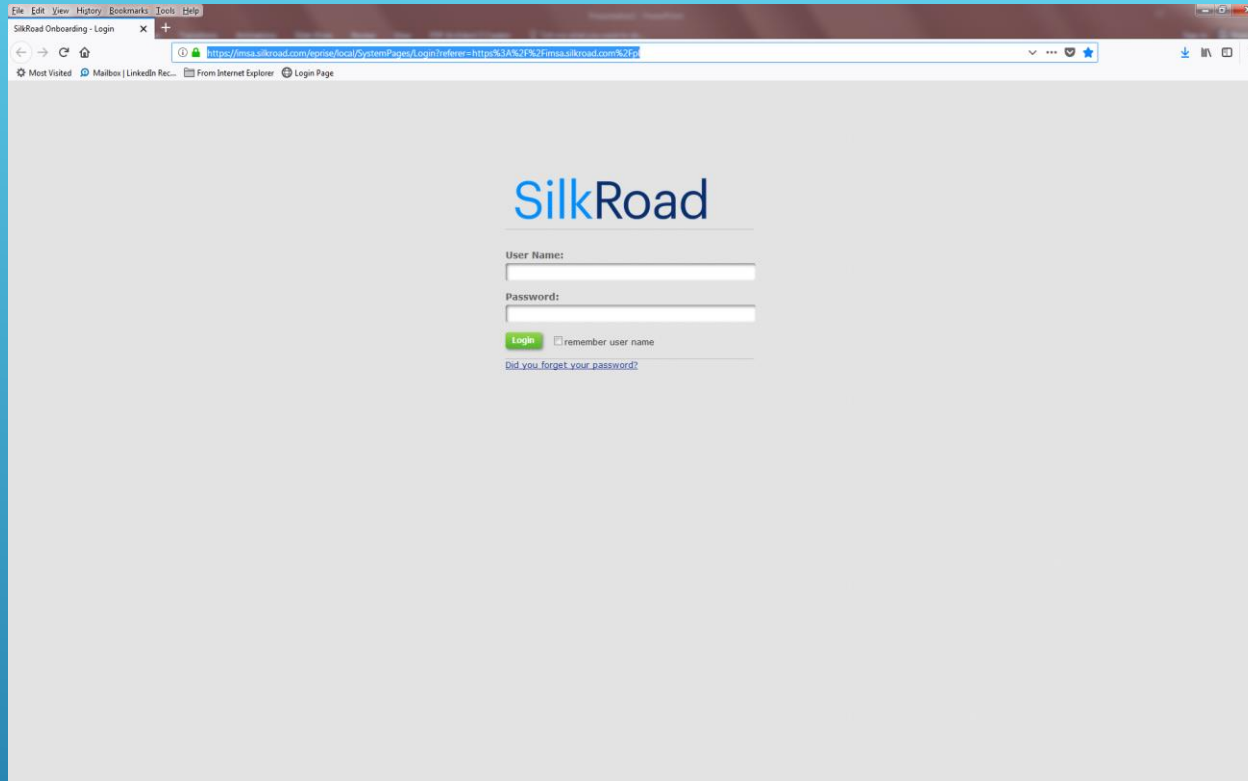 File Edit View History Bookmarks Tools Help
SilkRoad Onboarding - Login
https://imsa.silkroad.com/eprise/local/SystemPages/Login?referer=https%3A%2F%2Fimsa.silkroad.com%2Fpl
Most Visited Mailbox | LinkedIn Rec... From Internet Explorer Login Page
SilkRoad
User Name:
Password:
Login remember user name
Did you forget your password?